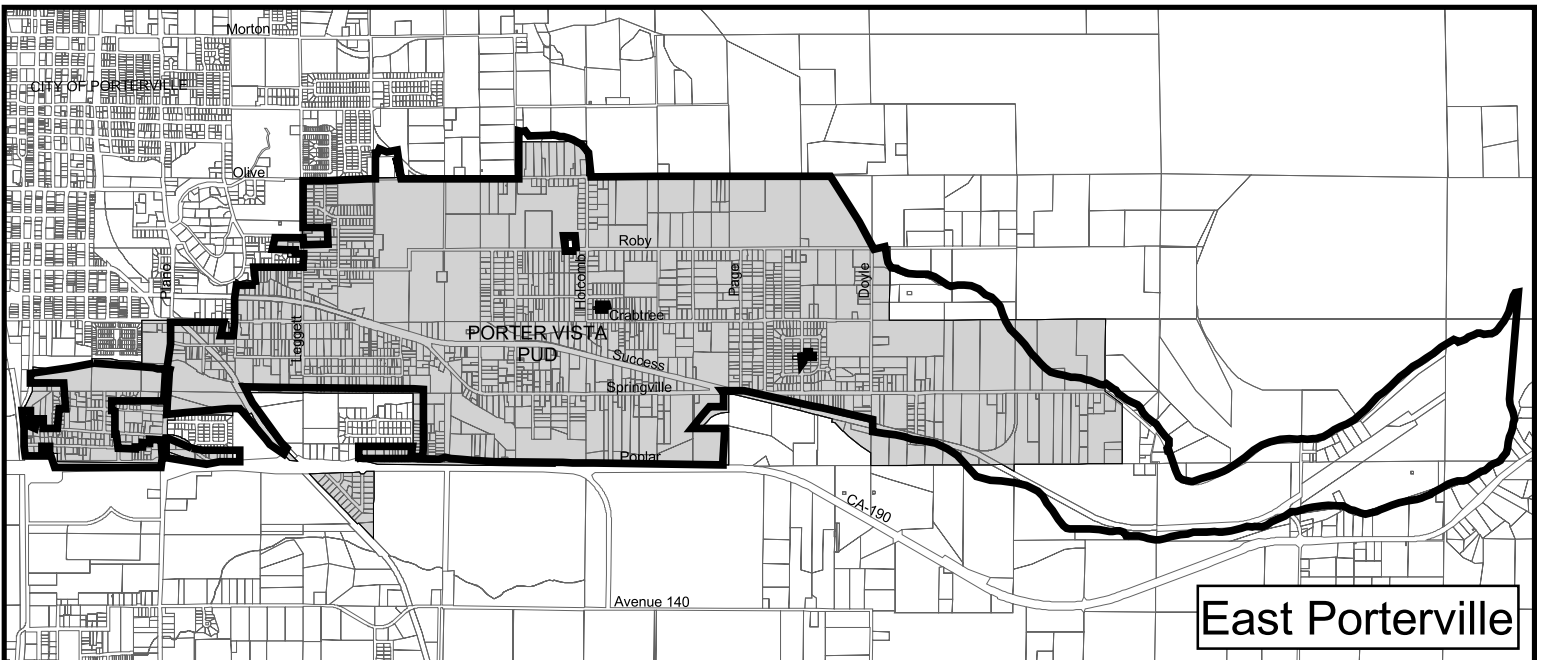 Morton
CITY OF PORTERVILLE
Olive
Roby
Plano
Holcomb
Page
Doyle
Crabtree
Leggett
PORTER VISTA
PUD
Success
Springville
Poplar
CA-190
Avenue 140
East Porterville